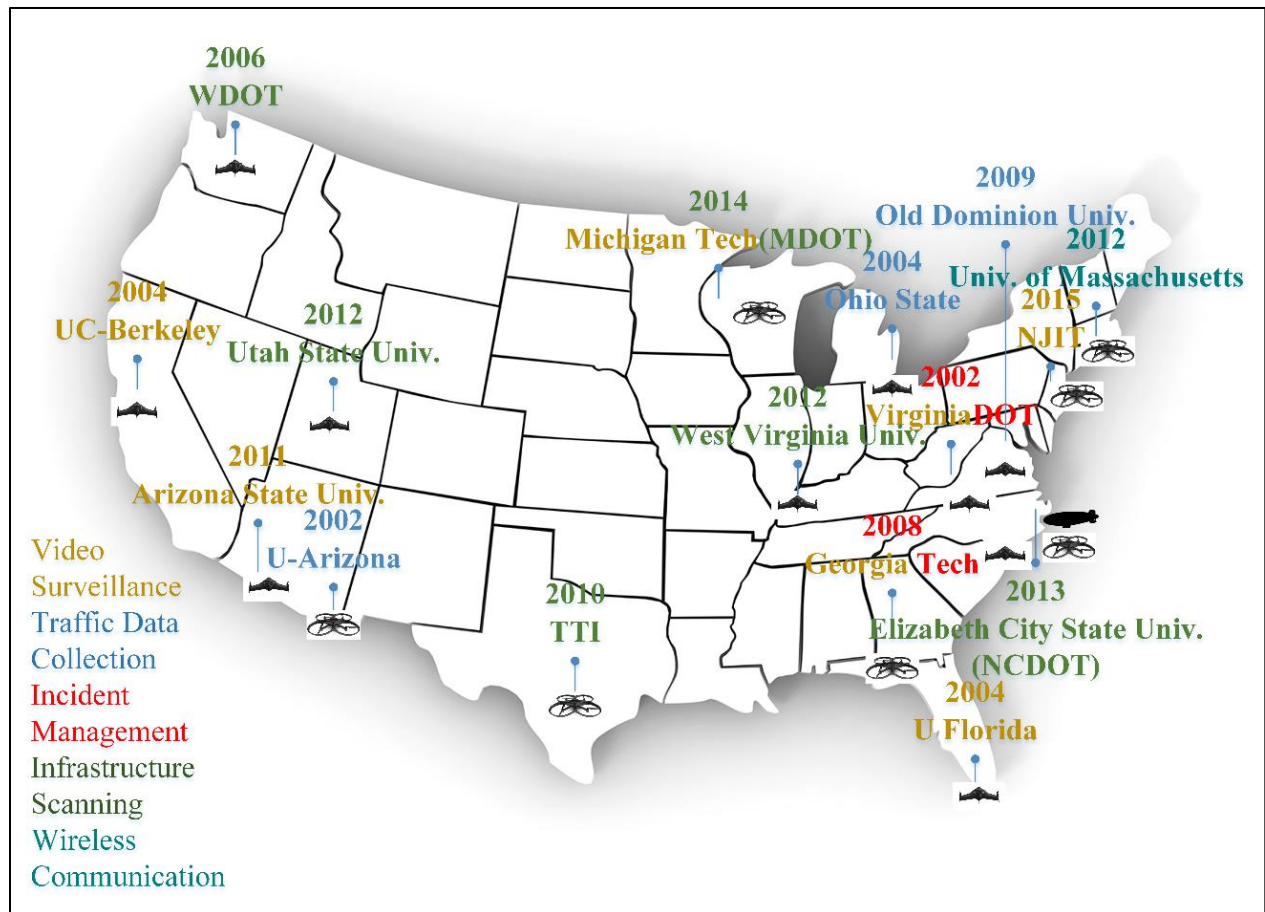 2006
WDOT
2009
Old Dominion Univ.
2014
Michigan Tech(MDOT)
2012
Univ. of Massachusetts
2004
Ohio State
2004
UC-Berkeley
2012
Utah State Univ.
2015
NJIT
2002
VirginiaDOT
2012
West Virginia Univ.
2011
Arizona State Univ.
2002
U-Arizona
2008
Georgia Tech
2010
TTI
2013
Elizabeth City State Univ.
(NCDOT)
2004
U Florida
Video
Surveillance
Traffic Data
Collection
Incident
Management
Infrastructure
Scanning
Wireless
Communication